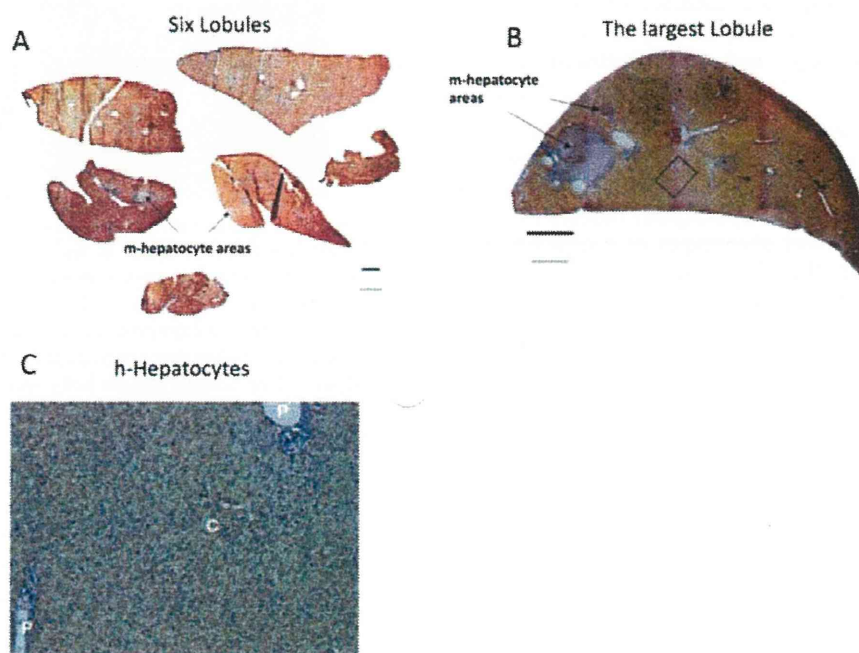 A
Six Lobules
m-hepatocyte areas
B
The largest Lobule
m-hepatocyte
areas
C
h-Hepatocytes
P
C
P